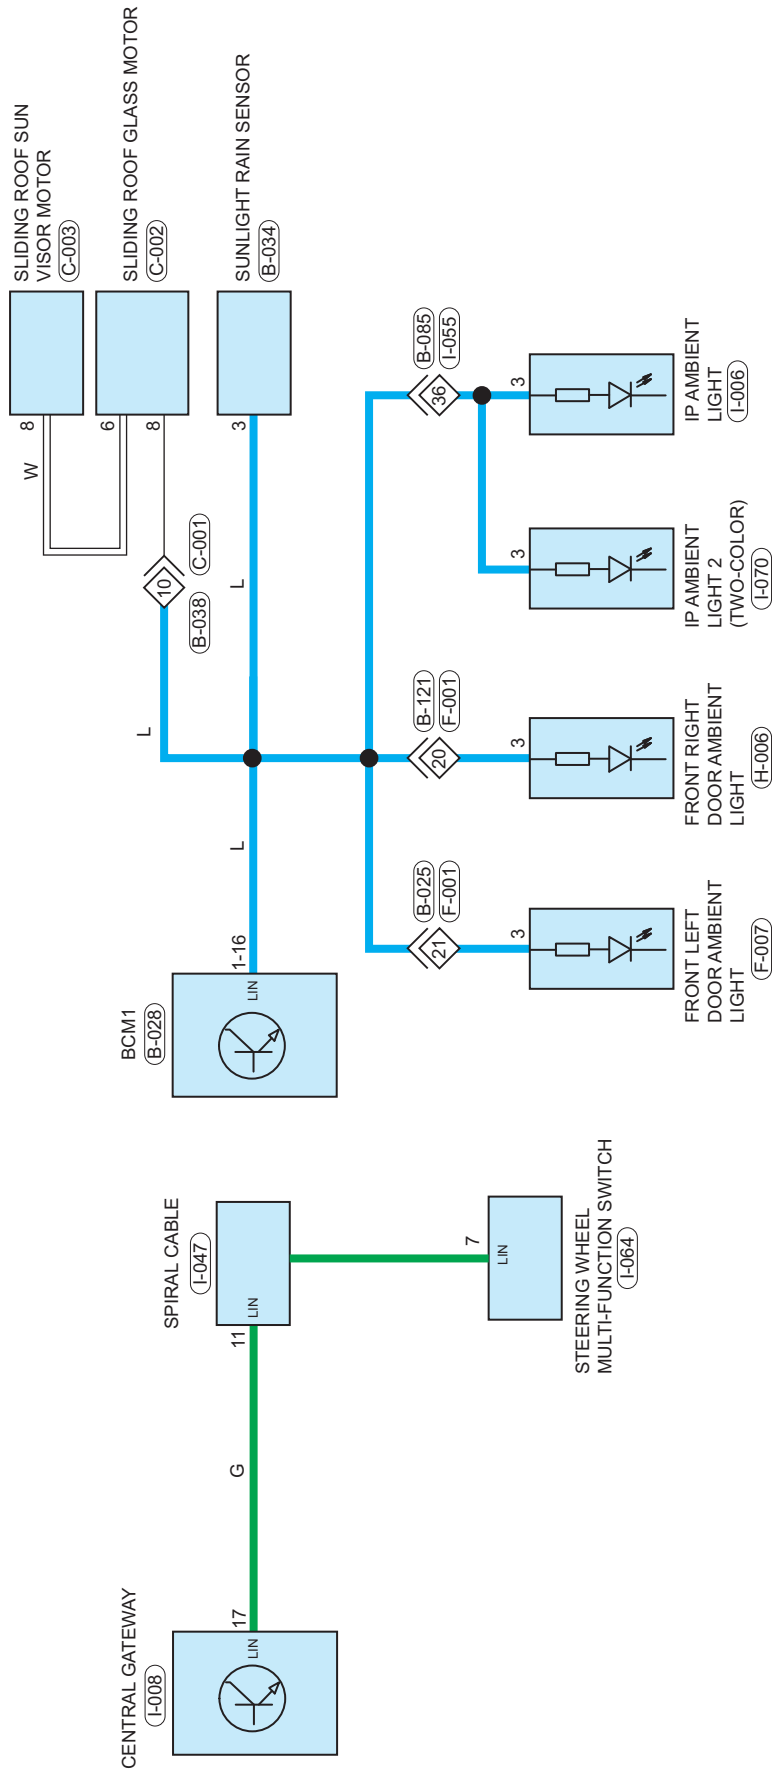 CENTRAL GATEWAY
I-008
LIN
17
G
11
LIN
SPIRAL CABLE
I-047
7
LIN
STEERING WHEEL
MULTI-FUNCTION SWITCH
I-064
BCM1
B-028
LIN
1-16
L
L
L
10
B-038
C-001
W
8
6
8
3
SLIDING ROOF SUN
VISOR MOTOR
C-003
SLIDING ROOF GLASS MOTOR
C-002
SUNLIGHT RAIN SENSOR
B-034
B-025
F-001
21
3
FRONT LEFT
DOOR AMBIENT
LIGHT
F-007
B-121
F-001
20
3
FRONT RIGHT
DOOR AMBIENT
LIGHT
H-006
3
IP AMBIENT
LIGHT 2
(TWO-COLOR)
I-070
B-085
I-055
36
3
IP AMBIENT
LIGHT
I-006